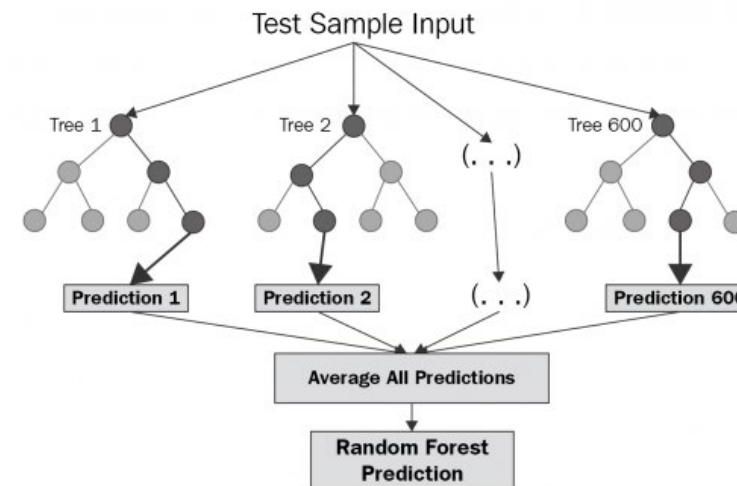 Test Sample Input
Tree 1
Tree 2
(. . .)
Tree 600
Prediction 1
Prediction 2
(. . .)
Prediction 600
Average All Predictions
Random Forest
Prediction